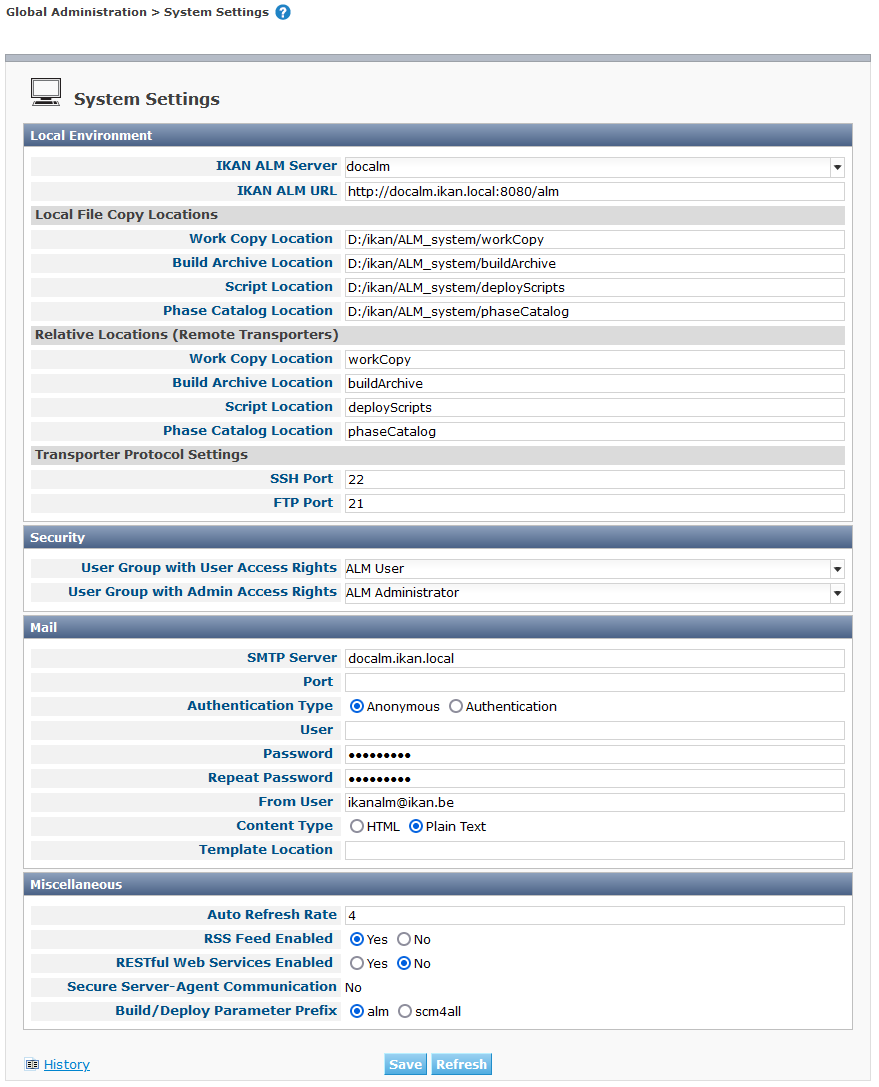 Global Administration > System Settings ?
System Settings
Local Environment
IKAN ALM Server docalm
IKAN ALM URL http://docalm.ikan.local:8080/alm
Local File Copy Locations
Work Copy Location D:/ikan/ALM_system/workCopy
Build Archive Location D:/ikan/ALM_system/buildArchive
Script Location D:/ikan/ALM_system/deployScripts
Phase Catalog Location D:/ikan/ALM_system/phaseCatalog
Relative Locations (Remote Transporters)
Work Copy Location workCopy
Build Archive Location buildArchive
Script Location deployScripts
Phase Catalog Location phaseCatalog
Transporter Protocol Settings
SSH Port 22
FTP Port 21
Security
User Group with User Access Rights ALM User
User Group with Admin Access Rights ALM Administrator
Mail
SMTP Server docalm.ikan.local
Port
Authentication Type Anonymous Authentication
User
Password •••••••••
Repeat Password •••••••••
From User ikanalm@ikan.be
Content Type HTML Plain Text
Template Location
Miscellaneous
Auto Refresh Rate 4
RSS Feed Enabled Yes No
RESTful Web Services Enabled Yes No
Secure Server-Agent Communication No
Build/Deploy Parameter Prefix alm scm4all
History Save Refresh